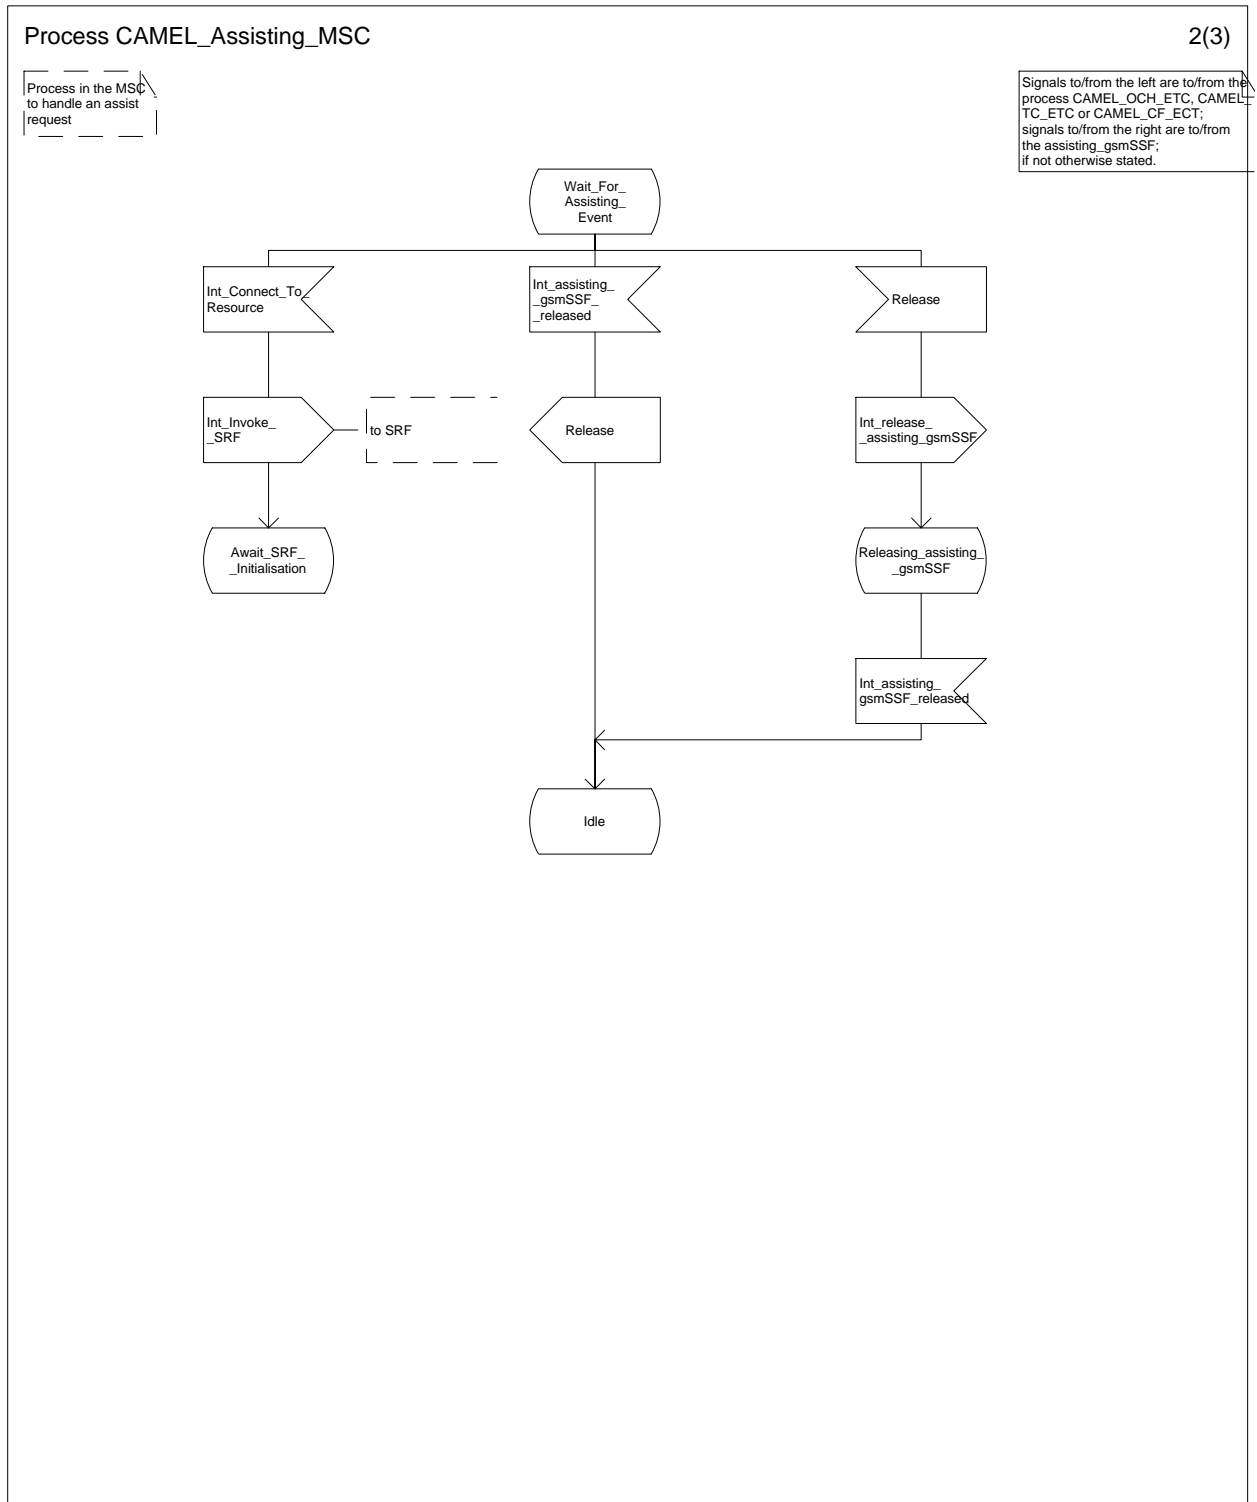 Process CAMEL_Assisting_MSC
2(3)
Process in the MSC
to handle an assist
request
Signals to/from the left are to/from the
process CAMEL_OCH_ETC, CAMEL_
TC_ETC or CAMEL_CF_ECT;
signals to/from the right are to/from
the assisting_gsmSSF;
if not otherwise stated.
Wait_For_
Assisting_
Event
Int_Connect_To_
Resource
Int_assisting_
_gsmSSF_
_released
Release
Int_Invoke_
_SRF
to SRF
Release
Int_release_
_assisting_gsmSSF
Await_SRF_
_Initialisation
Releasing_assisting_
_gsmSSF
Int_assisting_
gsmSSF_released
Idle